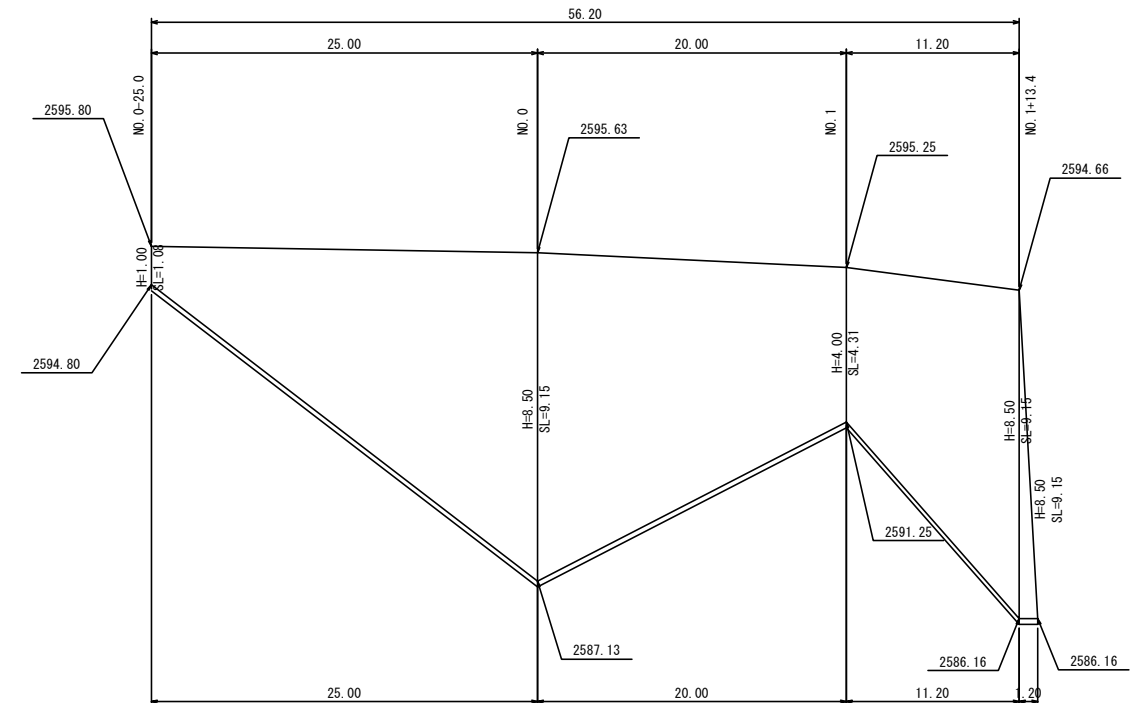 56.20
25.00
20.00
11.20
NO.0-25.0
NO.0
NO.1
NO.1+13.4
2595.80
2595.63
2595.25
2594.66
H=1.00
SL=1.08
2594.80
H=8.50
SL=9.15
H=4.00
SL=4.31
H=8.50
SL=9.15
H=8.50
SL=9.15
2591.25
2587.13
2586.16
2586.16
25.00
20.00
11.20
1.20